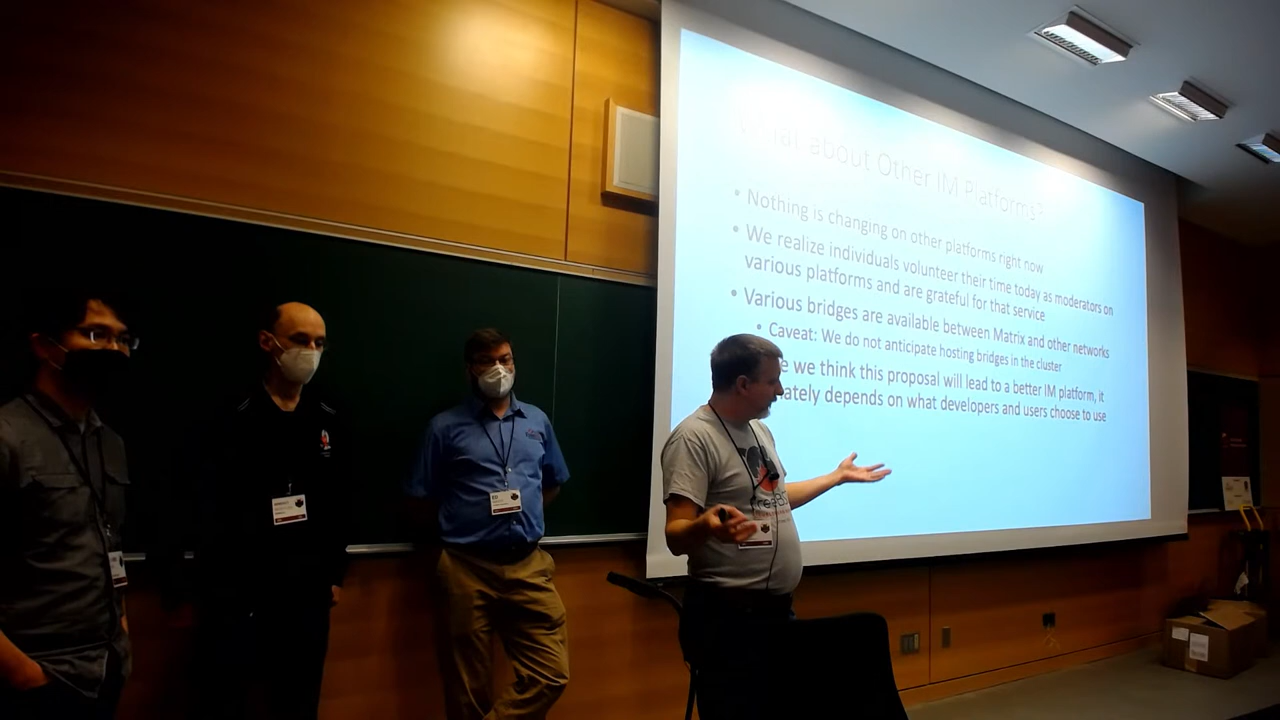 What about Other IM Platforms?
• Nothing is changing on other platforms right now
• We realize individuals volunteer their time today as moderators on
various platforms and are grateful for that service
• Various bridges are available between Matrix and other networks
• Caveat: We do not anticipate hosting bridges in the cluster
we think this proposal will lead to a better IM platform, it
ately depends on what developers and users choose to use
ED